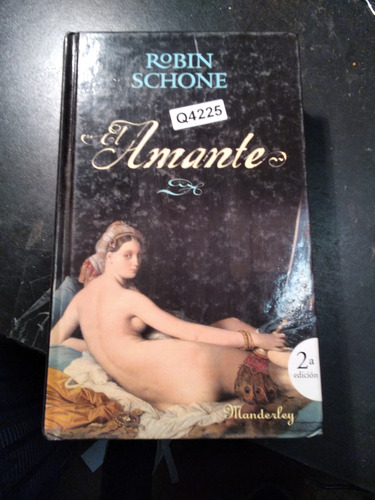 ROBIN
SCHONE
Q4225
El
Amante
2ª
edición
Manderley